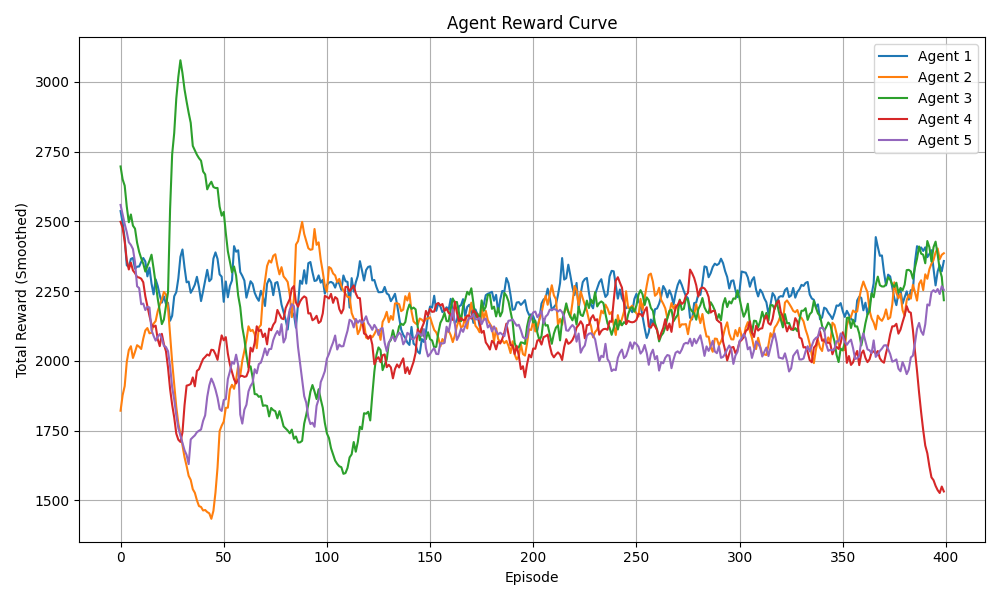 Agent Reward Curve
Total Reward (Smoothed)
3000
2750
2500
2250
2000
1750
1500
0 50 100 150 200 250 300 350 400
Episode
Agent 1
Agent 2
Agent 3
Agent 4
Agent 5